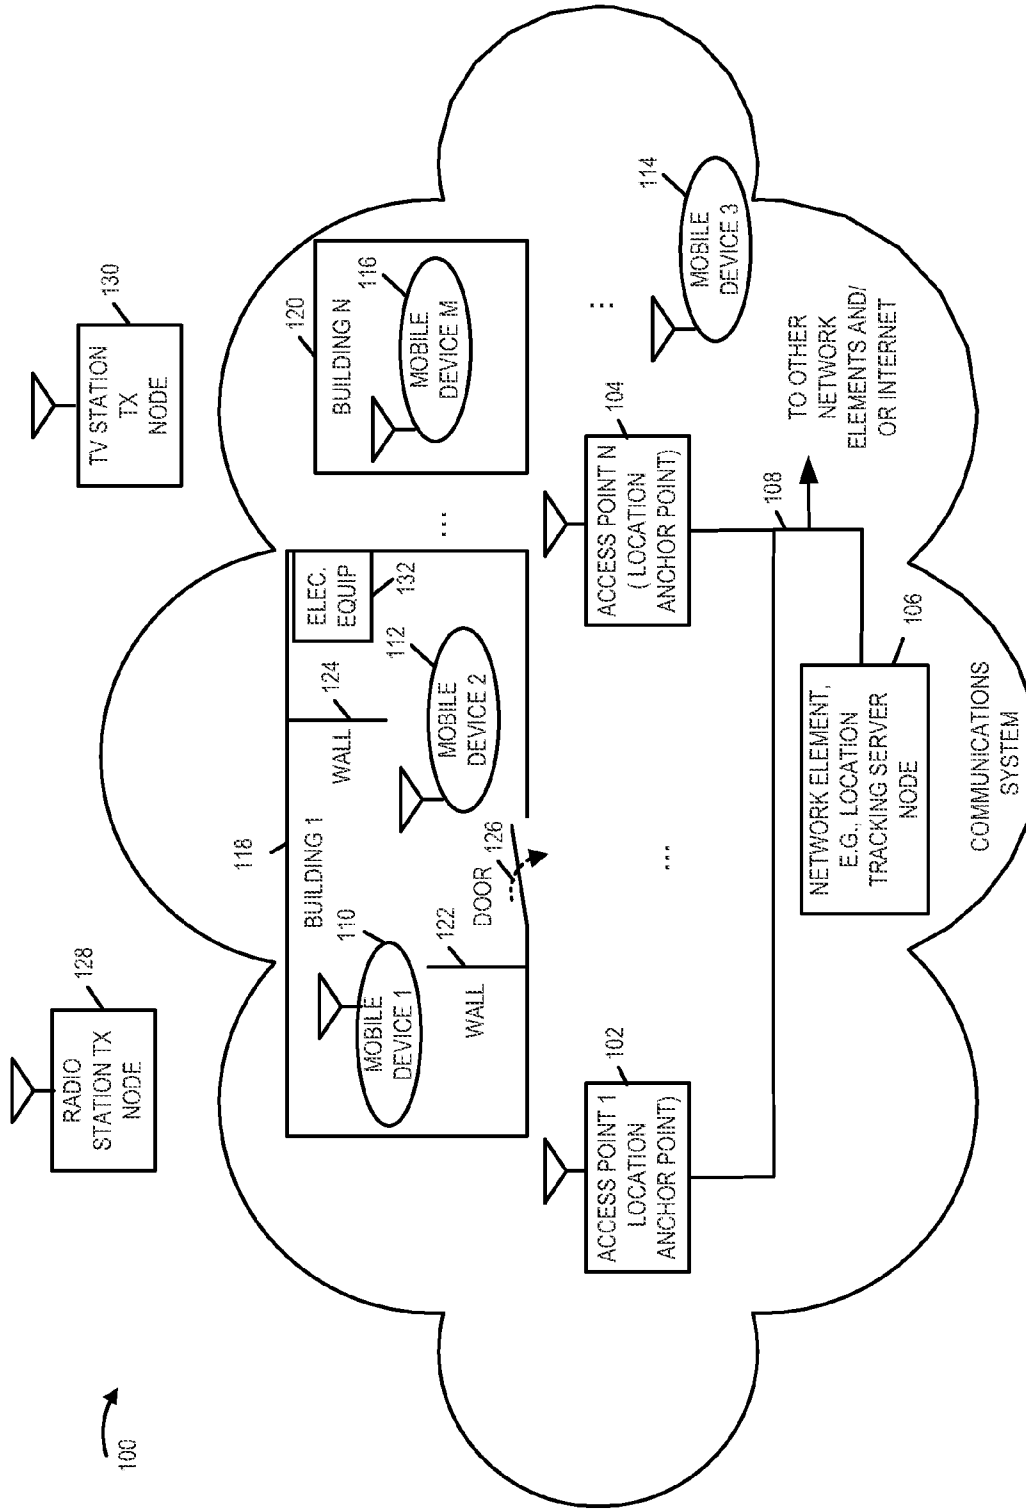 100
128
RADIO
STATION TX
NODE
130
TV STATION
TX
NODE
118
BUILDING 1
110
MOBILE
DEVICE 1
122
WALL
DOOR
126
124
WALL
112
MOBILE
DEVICE 2
ELEC.
EQUIP
132
...
120
BUILDING N
116
MOBILE
DEVICE M
...
114
MOBILE
DEVICE 3
102
ACCESS POINT 1
LOCATION
ANCHOR POINT)
...
104
ACCESS POINT N
( LOCATION
ANCHOR POINT)
108
TO OTHER
NETWORK
ELEMENTS AND/
OR INTERNET
106
NETWORK ELEMENT,
E.G., LOCATION
TRACKING SERVER
NODE
COMMUNICATIONS
SYSTEM